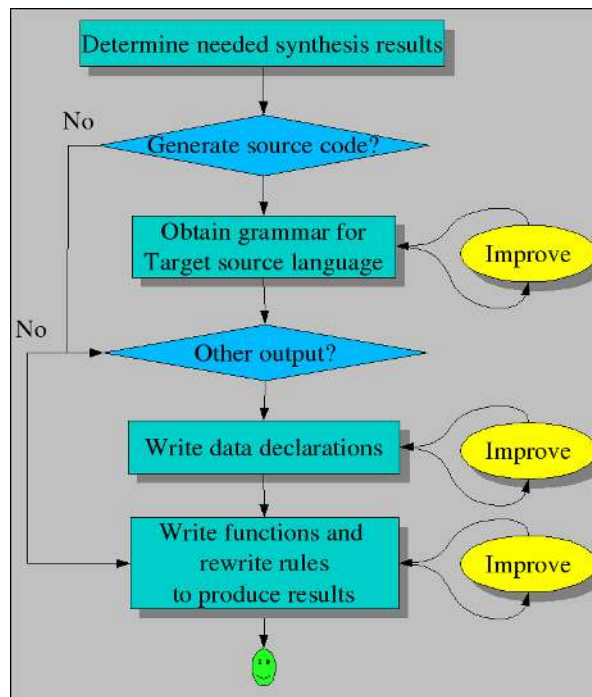 Determine needed synthesis results
No
Generate source code?
Obtain grammar for
Target source language
Improve
No
Other output?
Write data declarations
Improve
Write functions and
rewrite rules
to produce results
Improve